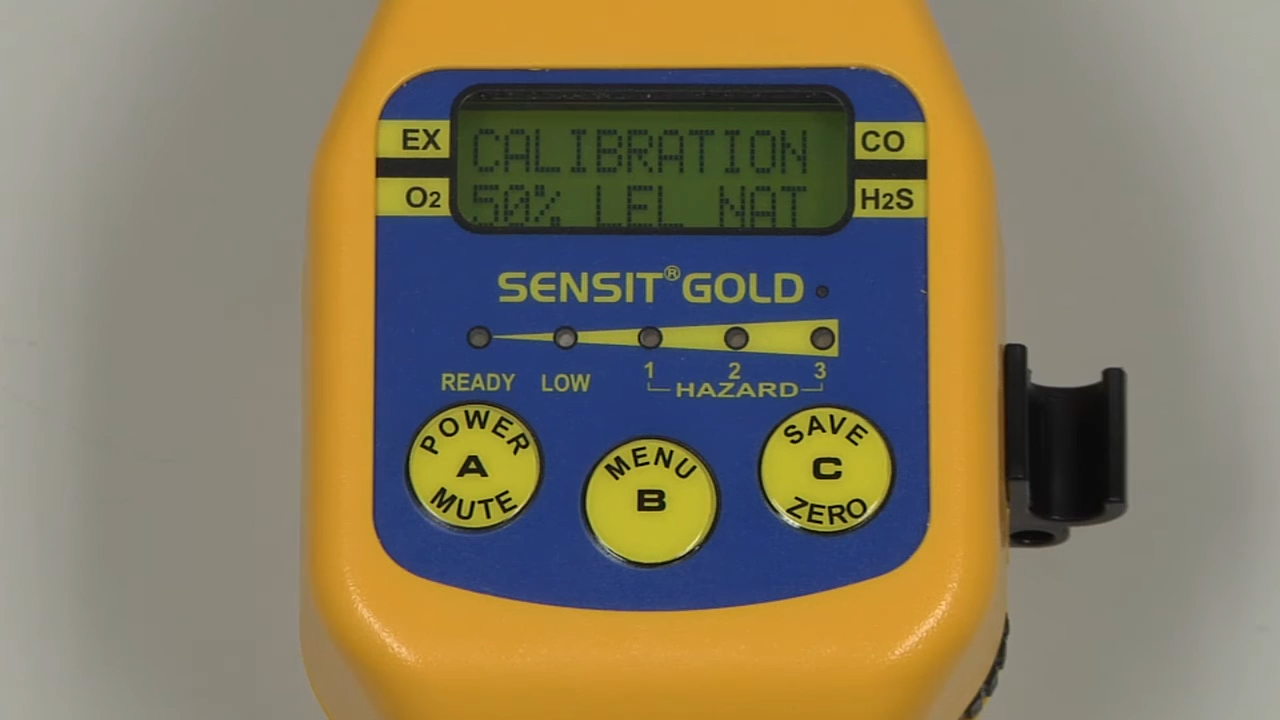 EX
CALIBRATION
CO
O2
50% LEL NAT
H2S
SENSIT® GOLD
1 2 3
READY LOW HAZARD
POWER
A
MUTE
MENU
B
SAVE
C
ZERO